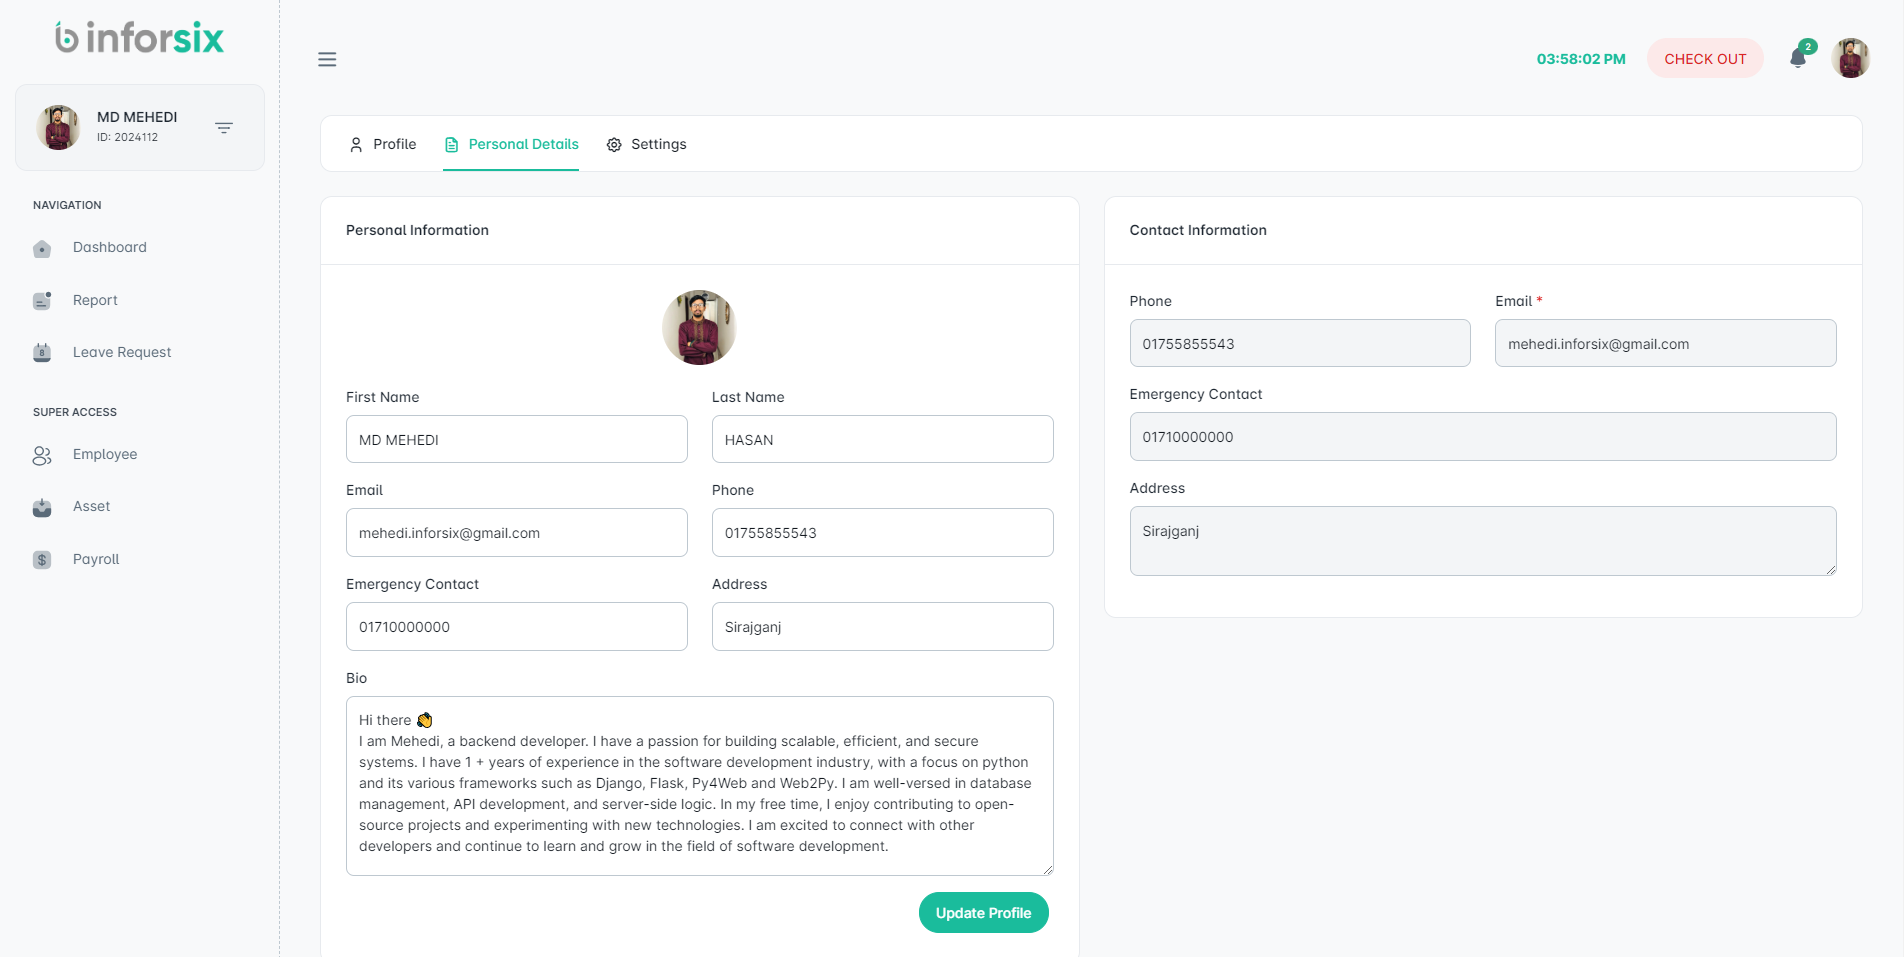 inforsix
03:58:02 PM
CHECK OUT
2
MD MEHEDI
ID: 2024112
NAVIGATION
Dashboard
Report
8
Leave Request
SUPER ACCESS
Employee
Asset
$
Payroll
Profile
Personal Details
Settings
Personal Information
First Name
Last Name
MD MEHEDI
HASAN
Email
Phone
mehedi.inforsix@gmail.com
01755855543
Emergency Contact
Address
01710000000
Sirajganj
Bio
Hi there 👏
I am Mehedi, a backend developer. I have a passion for building scalable, efficient, and secure
systems. I have 1 + years of experience in the software development industry, with a focus on python
and its various frameworks such as Django, Flask, Py4Web and Web2Py. I am well-versed in database
management, API development, and server-side logic. In my free time, I enjoy contributing to open-
source projects and experimenting with new technologies. I am excited to connect with other
developers and continue to learn and grow in the field of software development.
Update Profile
Contact Information
Phone
Email *
01755855543
mehedi.inforsix@gmail.com
Emergency Contact
01710000000
Address
Sirajganj